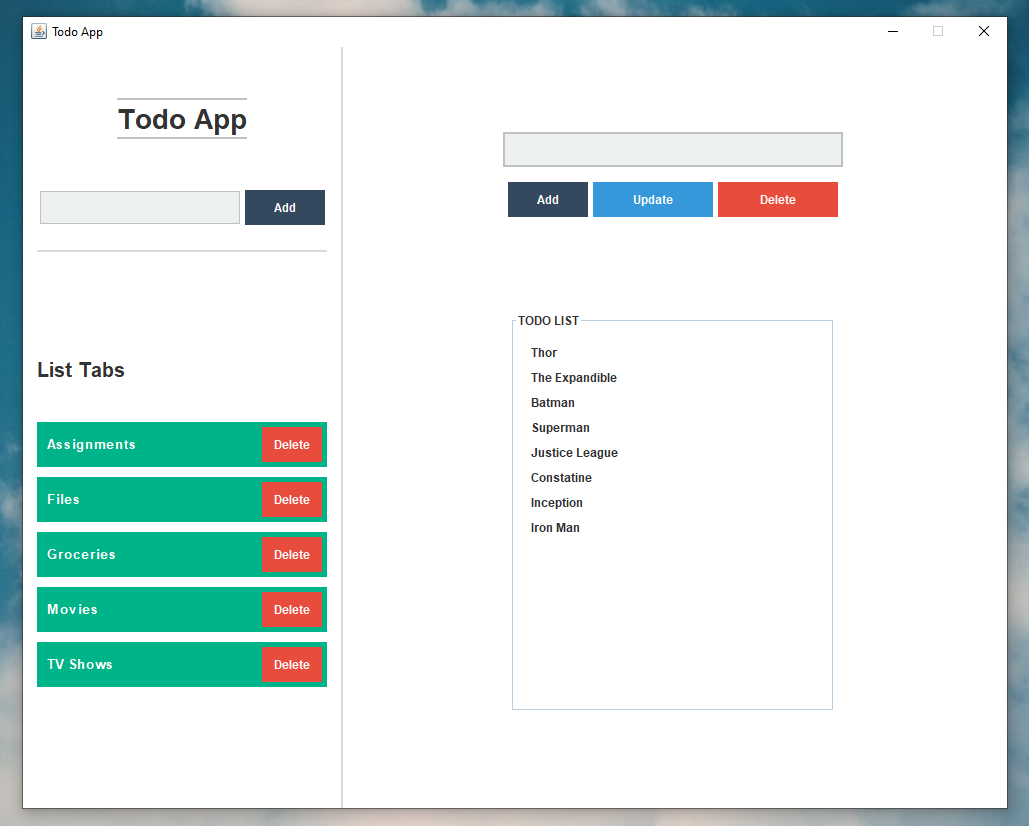 Todo App
Todo App
Add
List Tabs
Assignments Delete
Files Delete
Groceries Delete
Movies Delete
TV Shows Delete
Add Update Delete
TODO LIST
Thor
The Expandible
Batman
Superman
Justice League
Constatine
Inception
Iron Man